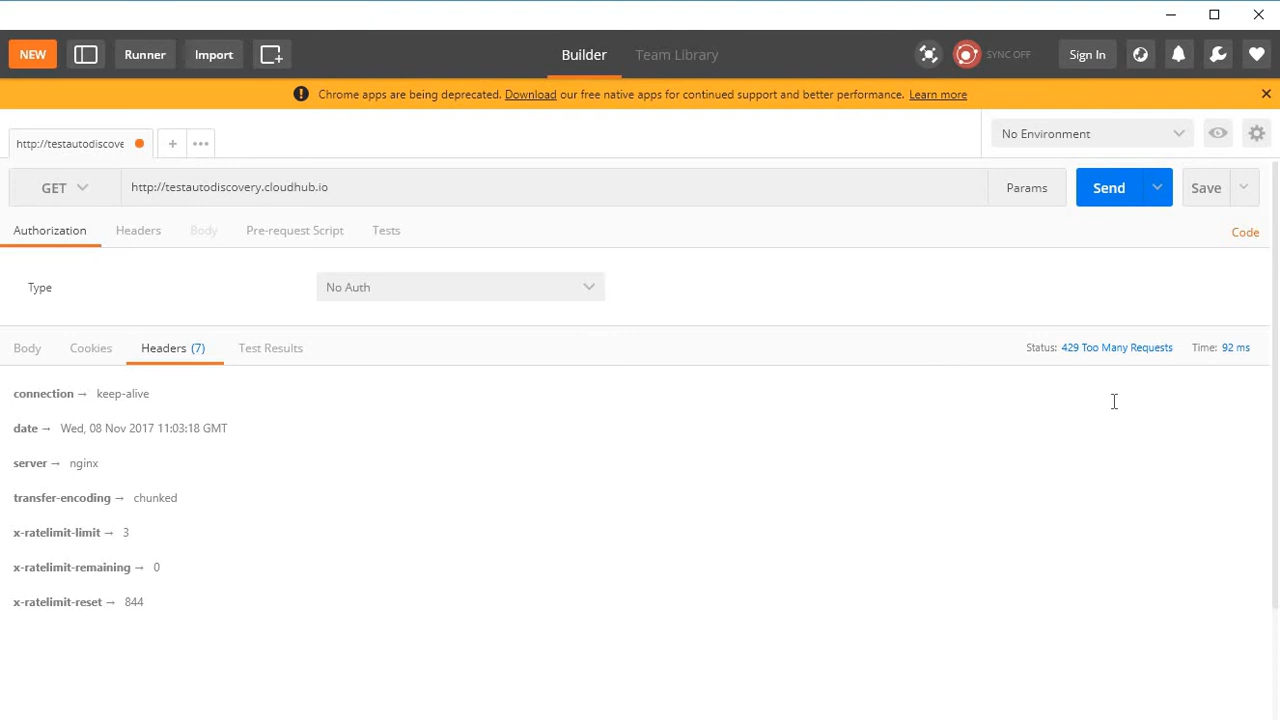 NEW Runner Import Builder Team Library SYNC OFF Sign In
! Chrome apps are being deprecated. Download our free native apps for continued support and better performance. Learn more
http://testautodiscove + ••• No Environment
GET http://testautodiscovery.cloudhub.io Params Send Save
Authorization Headers Body Pre-request Script Tests Code
Type No Auth
Body Cookies Headers (7) Test Results Status: 429 Too Many Requests Time: 92 ms
connection → keep-alive
date → Wed, 08 Nov 2017 11:03:18 GMT
server → nginx
transfer-encoding → chunked
x-ratelimit-limit → 3
x-ratelimit-remaining → 0
x-ratelimit-reset → 844